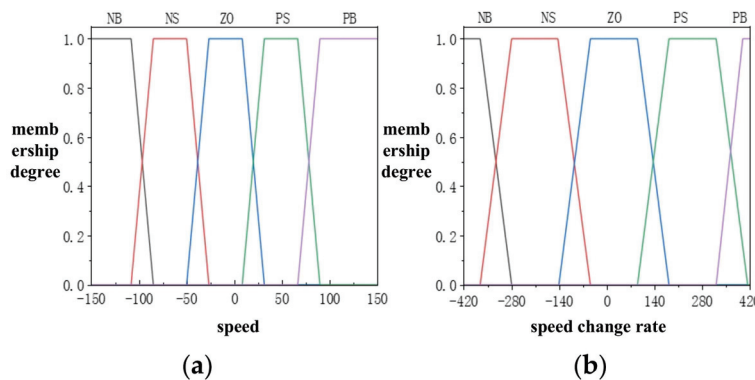 NB NS ZO PS PB
1.0
0.8
0.6
0.4
0.2
0.0
memb
ership
degree
-150 -100 -50 0 50 100 150
speed
(a)
NB NS ZO PS PB
1.0
0.8
0.6
0.4
0.2
0.0
memb
ership
degree
-420 -280 -140 0 140 280 420
speed change rate
(b)